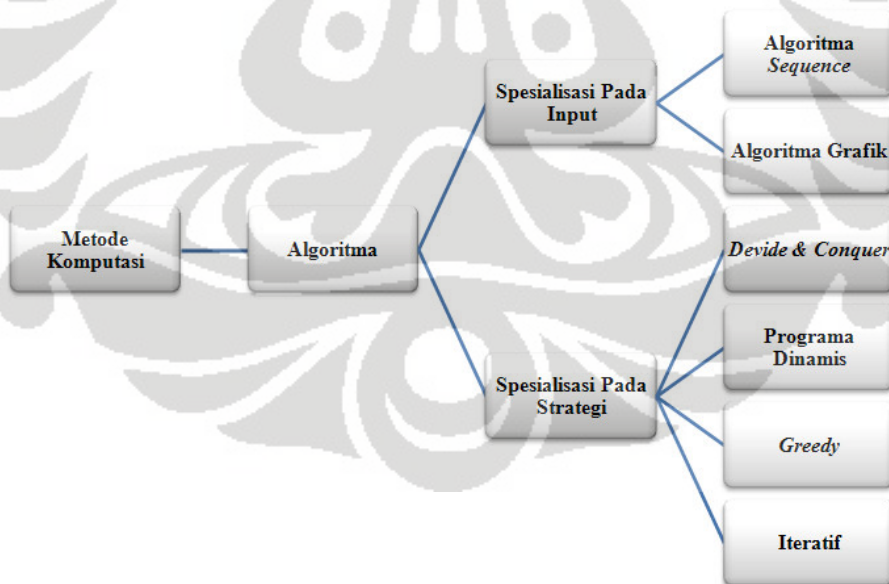 Metode
Komputasi
Algoritma
Spesialisasi Pada
Input
Algoritma
Sequence
Algoritma Grafik
Spesialisasi Pada
Strategi
Devide & Conquer
Programa
Dinamis
Greedy
Iteratif